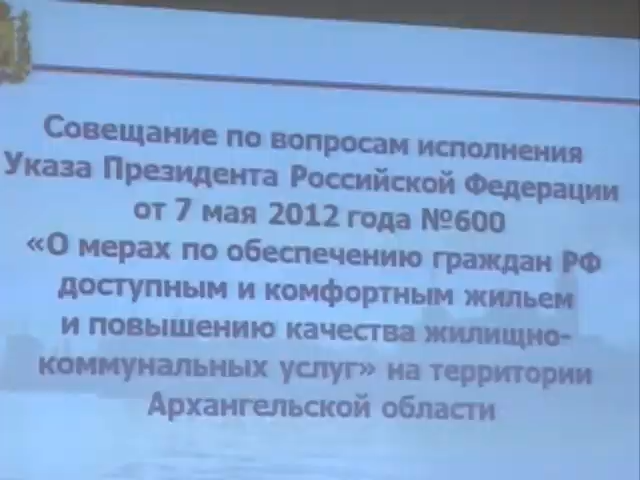 Совещание по вопросам исполнения
Указа Президента Российской Федерации
от 7 мая 2012 года №600
«О мерах по обеспечению граждан РФ
доступным и комфортным жильем
и повышению качества жилищно-
коммунальных услуг» на территории
Архангельской области